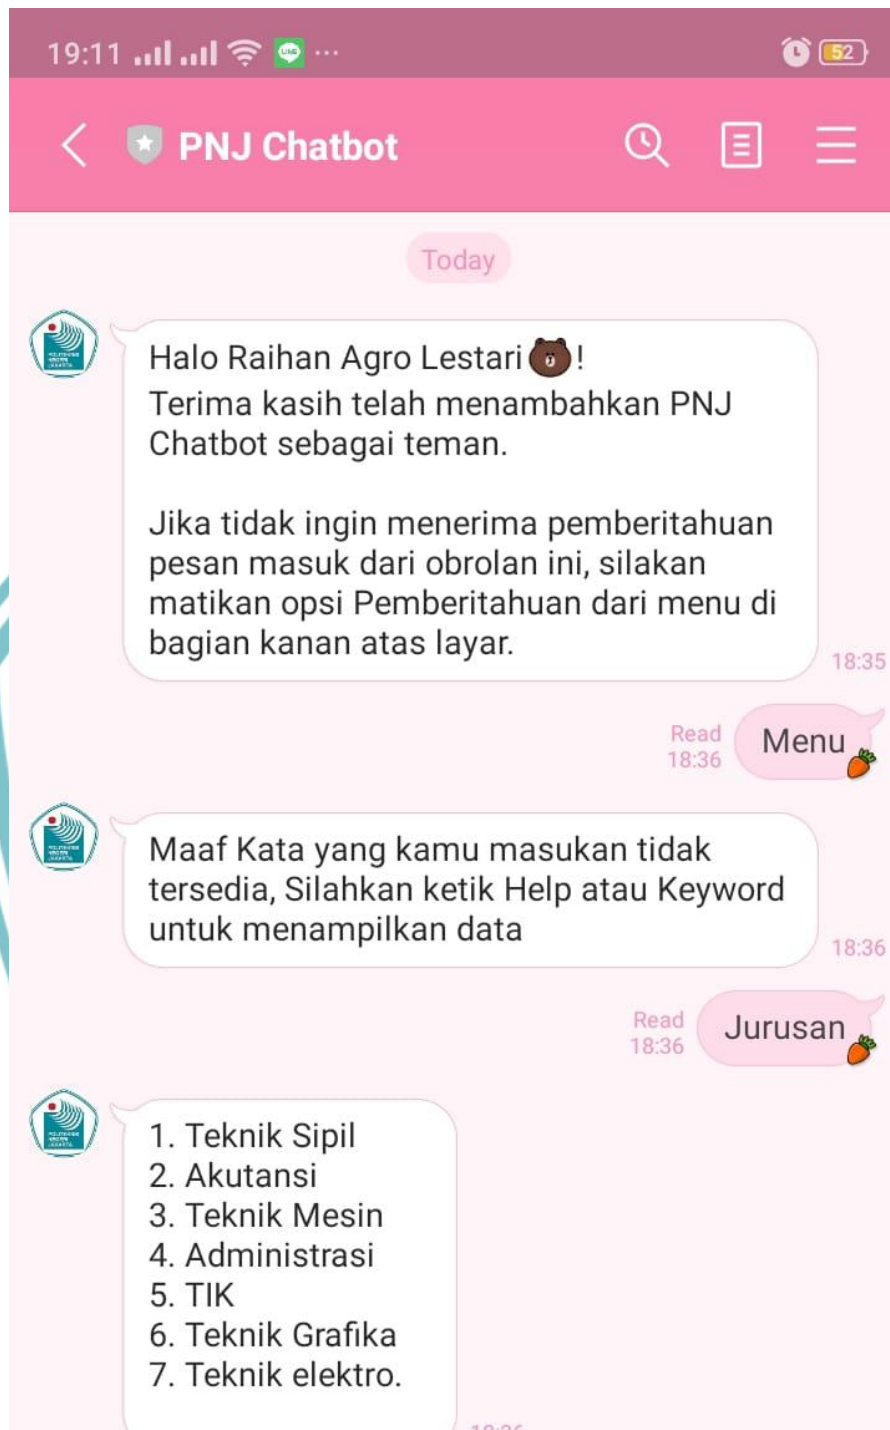 19:11
52
PNJ Chatbot
Today
Halo Raihan Agro Lestari !
Terima kasih telah menambahkan PNJ
Chatbot sebagai teman.
Jika tidak ingin menerima pemberitahuan
pesan masuk dari obrolan ini, silakan
matikan opsi Pemberitahuan dari menu di
bagian kanan atas layar.
18:35
Read
18:36
Menu
Maaf Kata yang kamu masukan tidak
tersedia, Silahkan ketik Help atau Keyword
untuk menampilkan data
18:36
Read
18:36
Jurusan
1. Teknik Sipil
2. Akutansi
3. Teknik Mesin
4. Administrasi
5. TIK
6. Teknik Grafika
7. Teknik elektro.